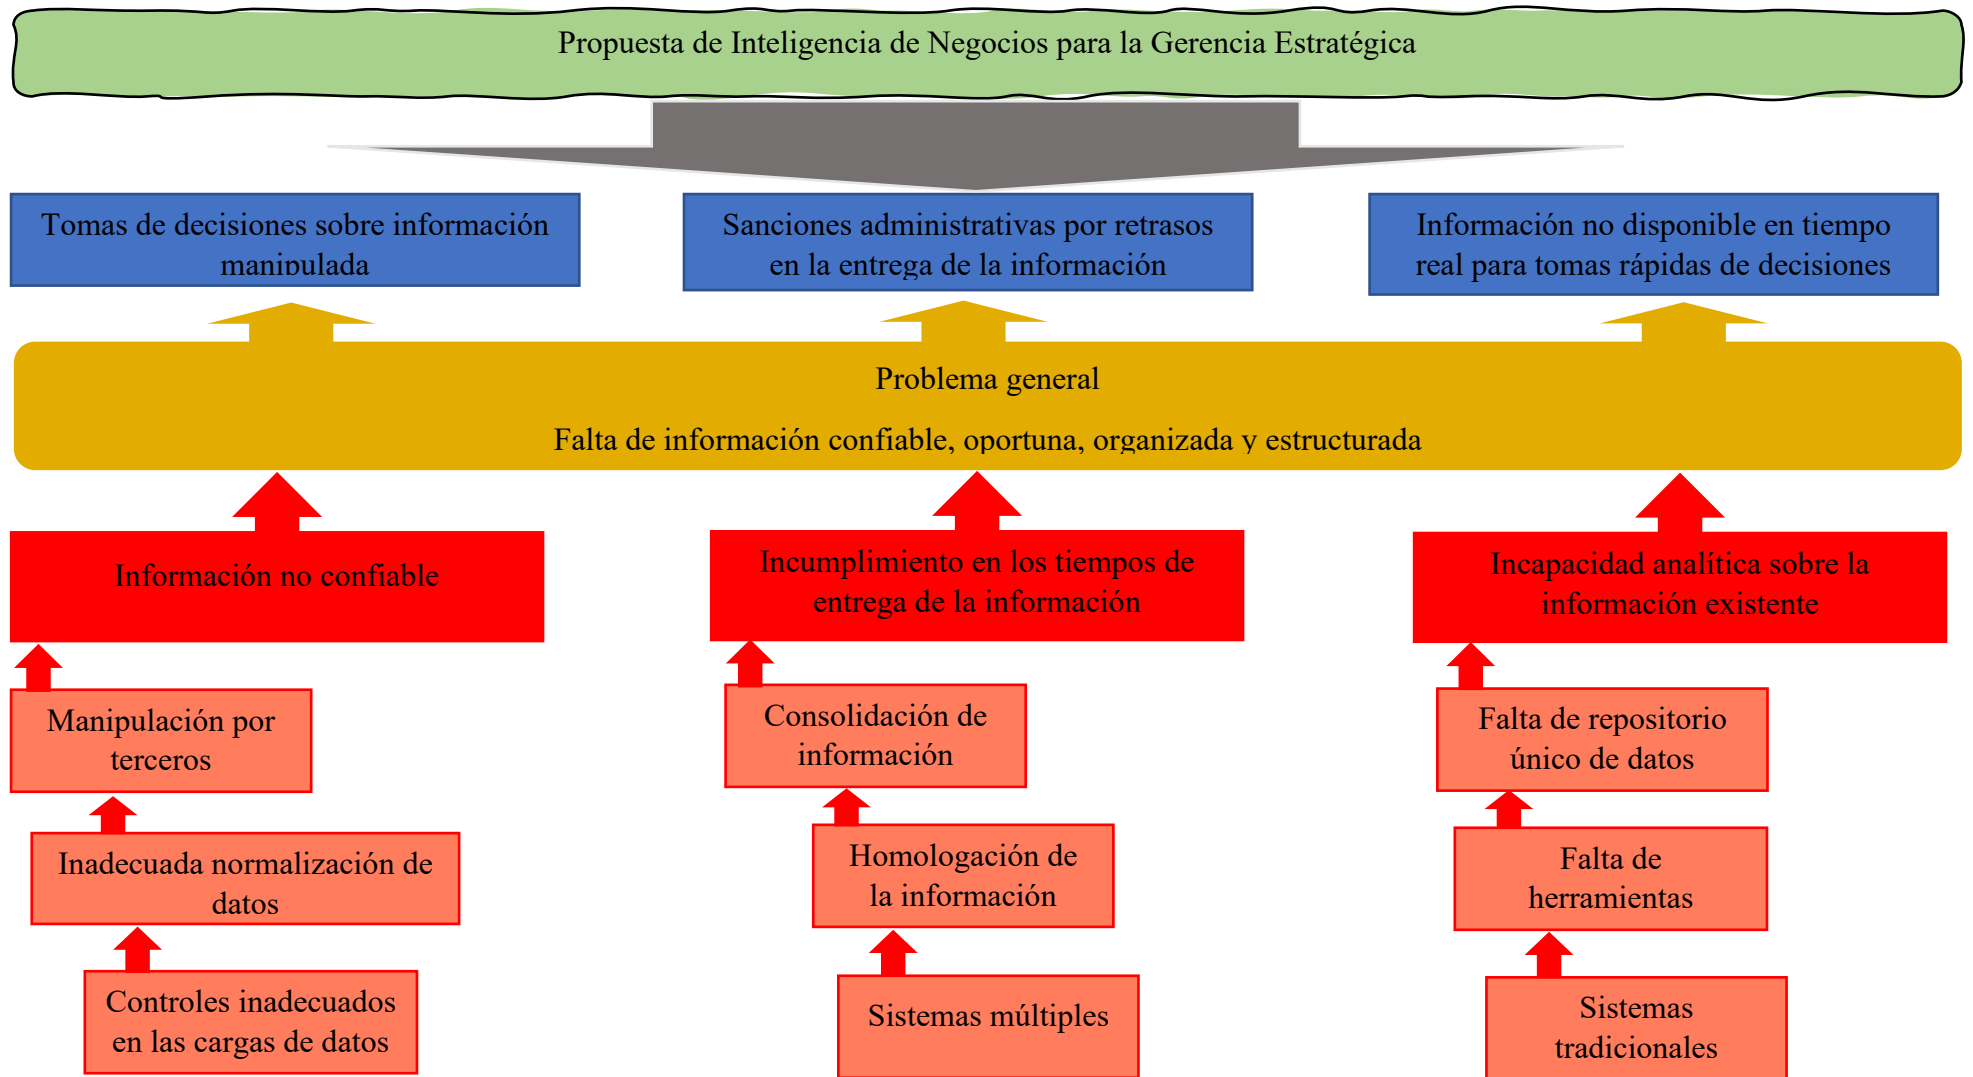 Propuesta de Inteligencia de Negocios para la Gerencia Estratégica
Tomas de decisiones sobre información
manipulada
Sanciones administrativas por retrasos
en la entrega de la información
Información no disponible en tiempo
real para tomas rápidas de decisiones
Problema general
Falta de información confiable, oportuna, organizada y estructurada
Información no confiable
Incumplimiento en los tiempos de
entrega de la información
Incapacidad analítica sobre la
información existente
Manipulación por
terceros
Consolidación de
información
Falta de repositorio
único de datos
Inadecuada normalización de
datos
Homologación de
la información
Falta de
herramientas
Controles inadecuados
en las cargas de datos
Sistemas múltiples
Sistemas
tradicionales